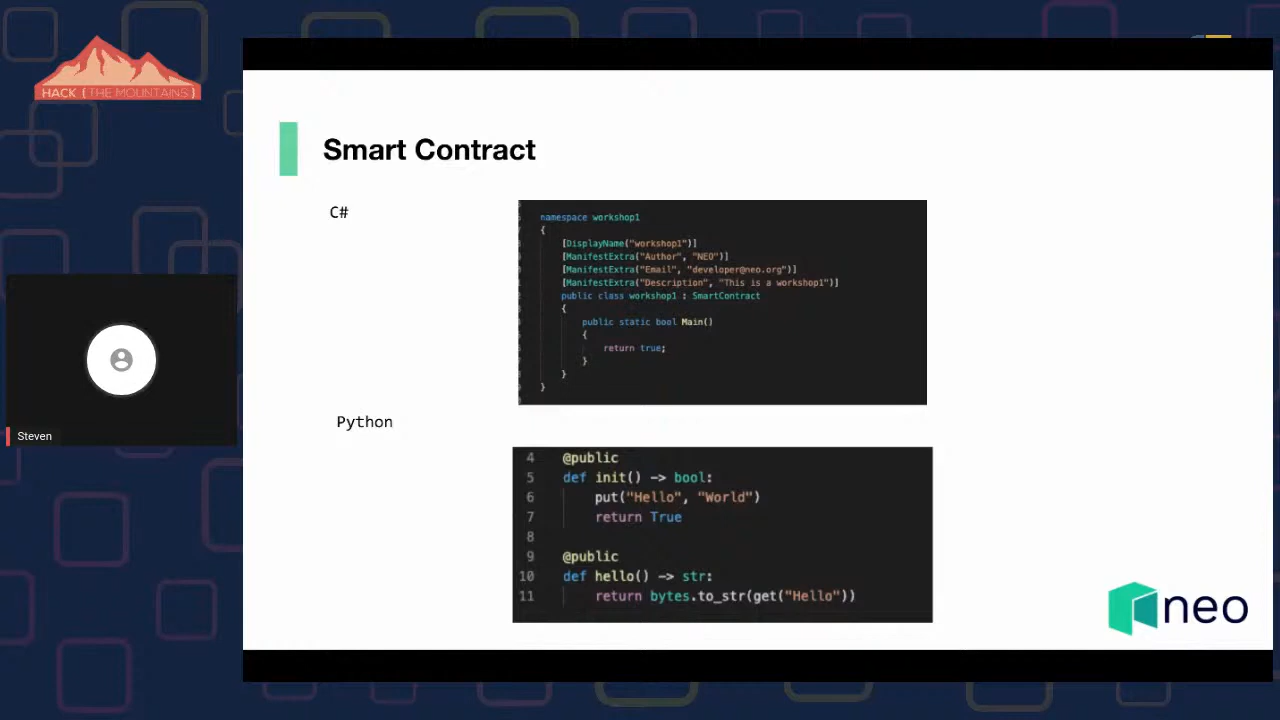 HACK {THE MOUNTAINS}
Smart Contract
C#
namespace workshop1
{
[DisplayName("workshop1")]
[ManifestExtra("Author", "NEO")]
[ManifestExtra("Email", "developer@neo.org")]
[ManifestExtra("Description", "This is a workshop1")]
public class workshop1 : SmartContract
{
public static bool Main()
{
return true;
}
}
}
Steven
Python
4 @public
5 def init() -> bool:
6 put("Hello", "World")
7 return True
8
9 @public
10 def hello() -> str:
11 return bytes.to_str(get("Hello"))
neo